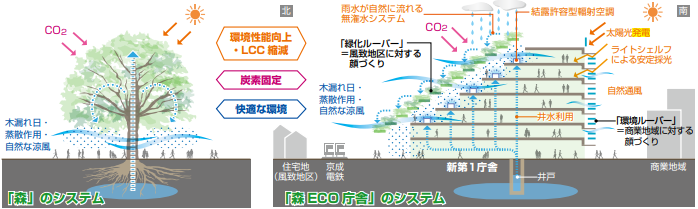 CO2
環境性能向上
・LCC 縮減
炭素固定
快適な環境
木漏れ日・
蒸散作用・
自然な涼風
「森」のシステム
北
南
雨水が自然に流れる
無灌水システム
結露許容型輻射空調
CO2
太陽光発電
「緑化ルーバー」
＝風致地区に対する
顔づくり
ライトシェルフ
による安定採光
木漏れ日・
蒸散作用・
自然な涼風
自然通風
井水利用
「環境ルーバー」
＝商業地域に対する
顔づくり
住宅地
（風致地区）
京成
電鉄
新第１庁舎
井戸
商業地域
「森 ECO 庁舎」のシステム